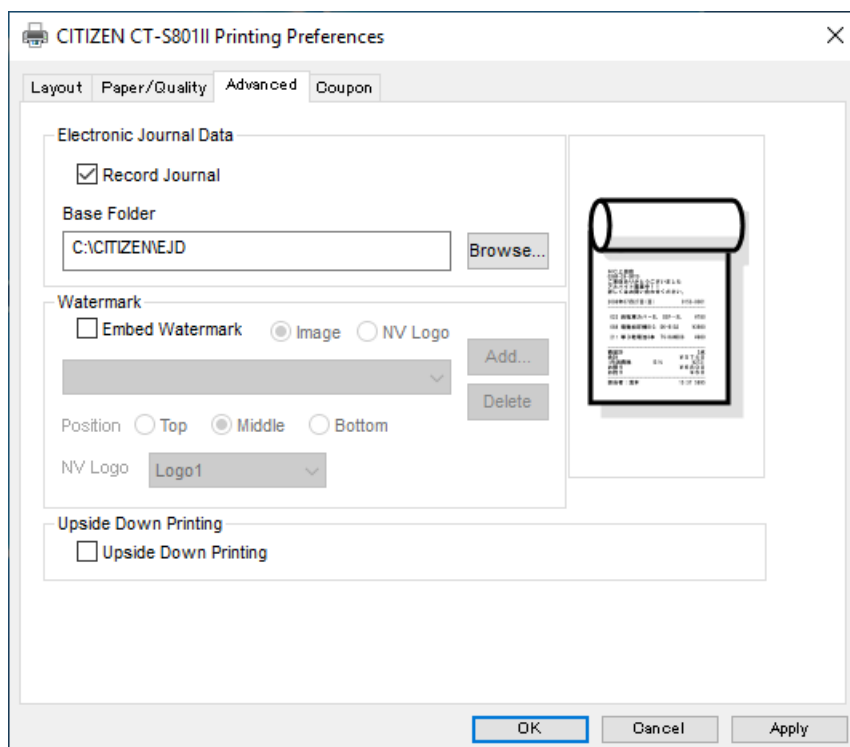 CITIZEN CT-S801II Printing Preferences
Layout Paper/Quality Advanced Coupon
Electronic Journal Data
Record Journal
Base Folder
C:\CITIZEN\EJD Browse...
Watermark
Embed Watermark Image NV Logo
Add...
Delete
Position Top Middle Bottom
NV Logo Logo1
Upside Down Printing
Upside Down Printing
OK Cancel Apply